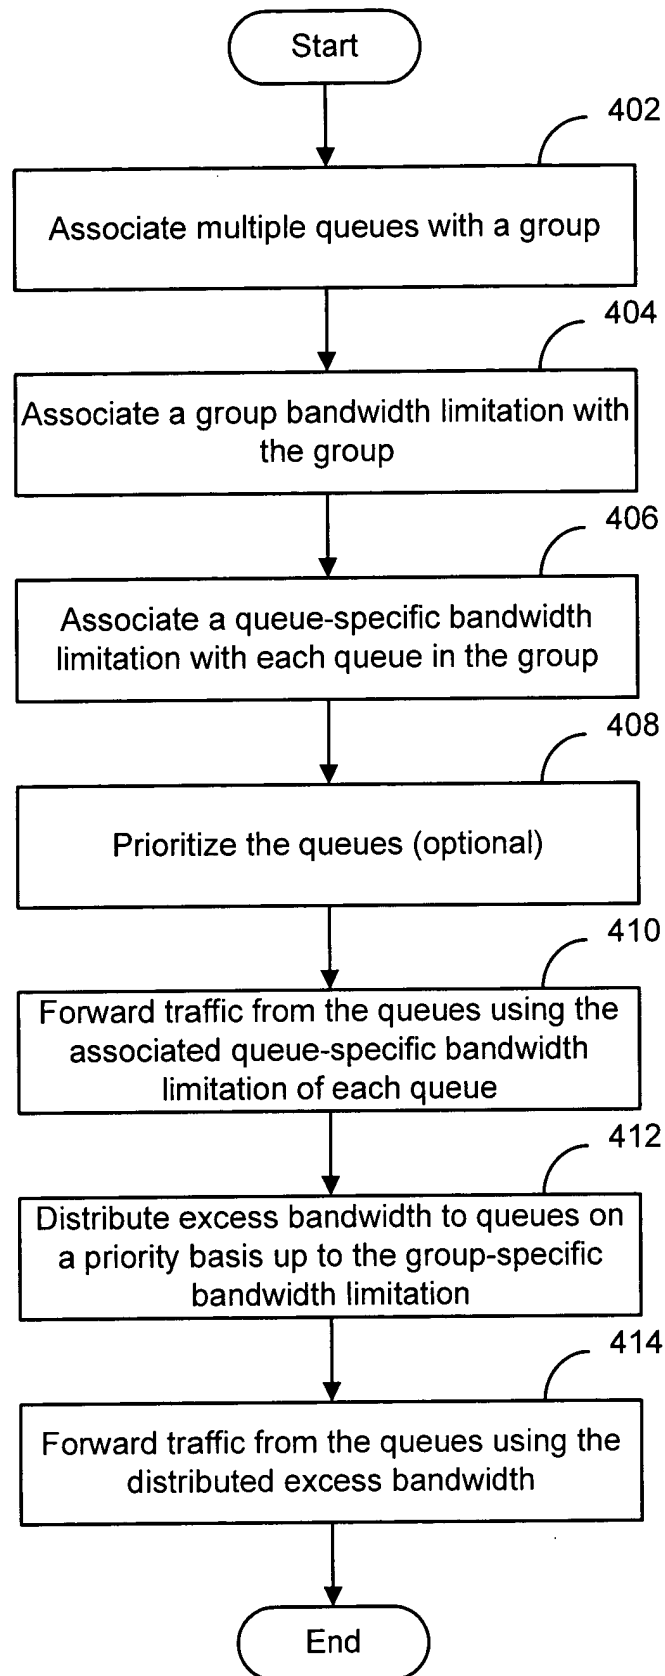 Start
402
Associate multiple queues with a group
404
Associate a group bandwidth limitation with
the group
406
Associate a queue-specific bandwidth
limitation with each queue in the group
408
Prioritize the queues (optional)
410
Forward traffic from the queues using the
associated queue-specific bandwidth
limitation of each queue
412
Distribute excess bandwidth to queues on
a priority basis up to the group-specific
bandwidth limitation
414
Forward traffic from the queues using the
distributed excess bandwidth
End